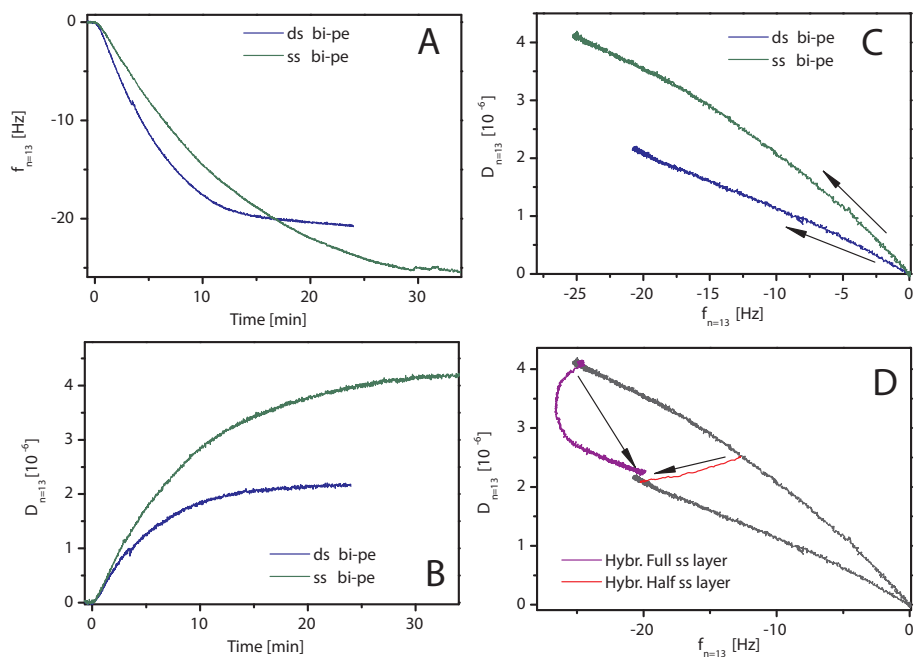 A
ds bi-pe
ss bi-pe
f n=13 [Hz]
0
-10
-20
0 10 20 30
Time [min]
B
D n=13 [10^-6]
6
5
4
3
2
1
0
ds bi-pe
ss bi-pe
0 10 20 30
Time [min]
C
ds bi-pe
ss bi-pe
D n=13 [10^-6]
4
3
2
1
0
-25 -20 -15 -10 -5 0
f n=13 [Hz]
D
D n=13 [10^-6]
4
3
2
1
0
Hybr. Full ss layer
Hybr. Half ss layer
-20 -10 0
f n=13 [Hz]